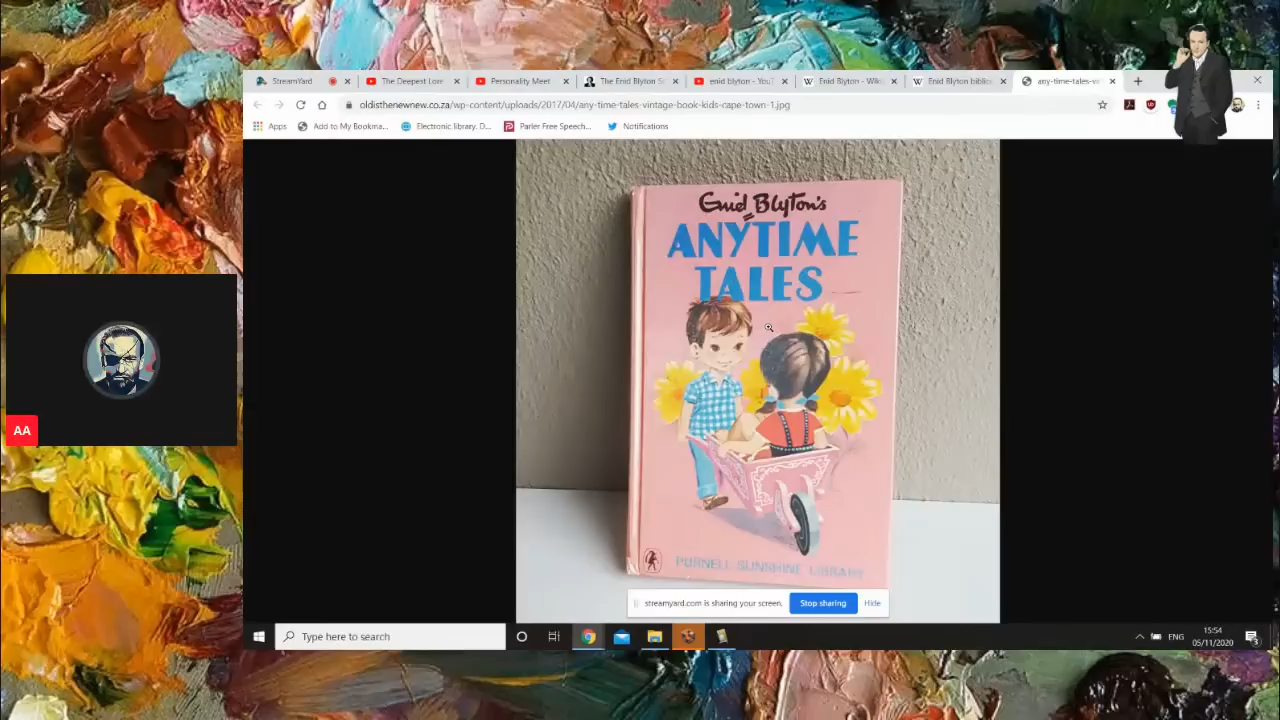 StreamYard
The Deepest Lore
Personality Meet
The Enid Blyton So
enid blyton - YouT
Enid Blyton - Wiki
Enid Blyton biblio
any-time-tales-vi
oldisthenewnew.co.za/wp-content/uploads/2017/04/any-time-tales-vintage-book-kids-cape-town-1.jpg
Apps
Add to My Bookma...
Electronic library. D...
Parler Free Speech...
Notifications
Enid Blyton's
ANYTIME
TALES
PURNELL SUNSHINE LIBRARY
AA
streamyard.com is sharing your screen.
Stop sharing
Hide
Type here to search
ENG
15:54
05/11/2020